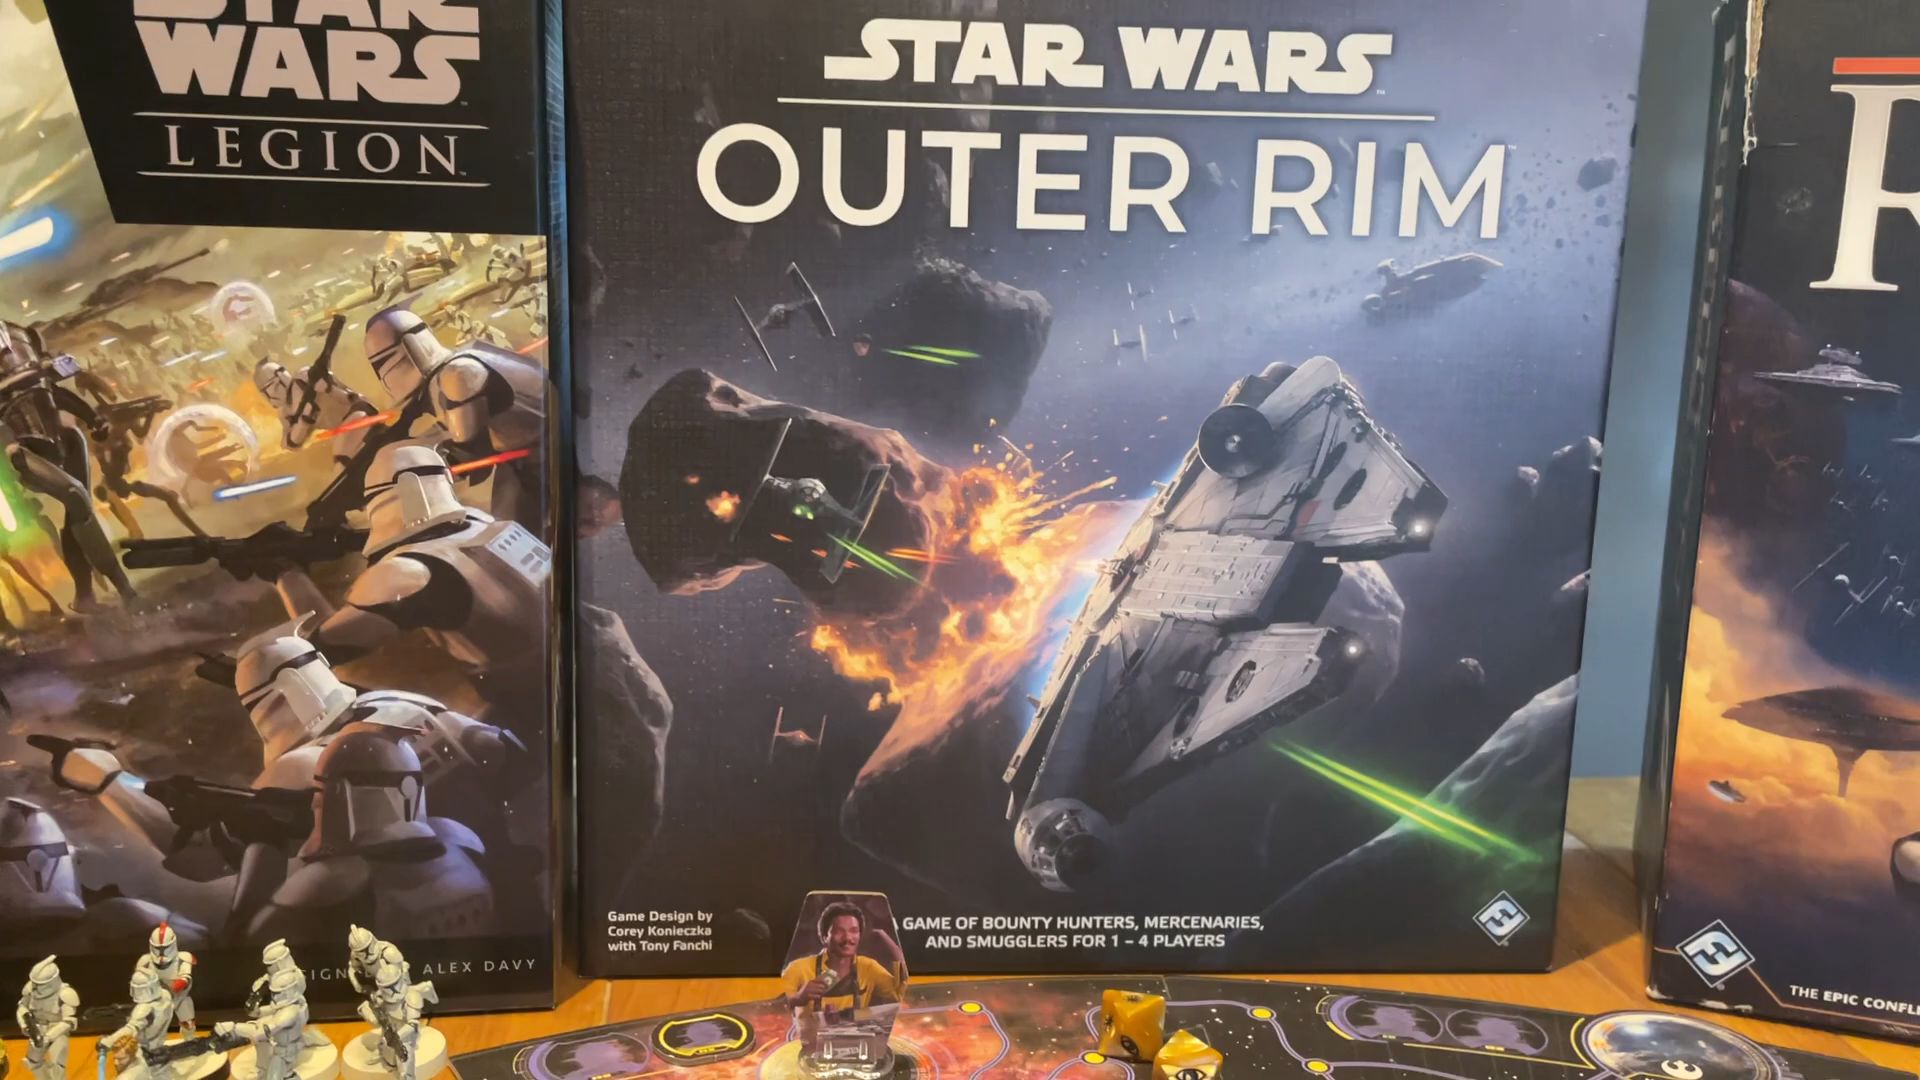 STAR
WARS
LEGION
ALEX DAVY
STAR WARS
OUTER RIM
Game Design by
Corey Konieczka
with Tony Fanchi
A GAME OF BOUNTY HUNTERS, MERCENARIES,
AND SMUGGLERS FOR 1 – 4 PLAYERS
R
THE EPIC